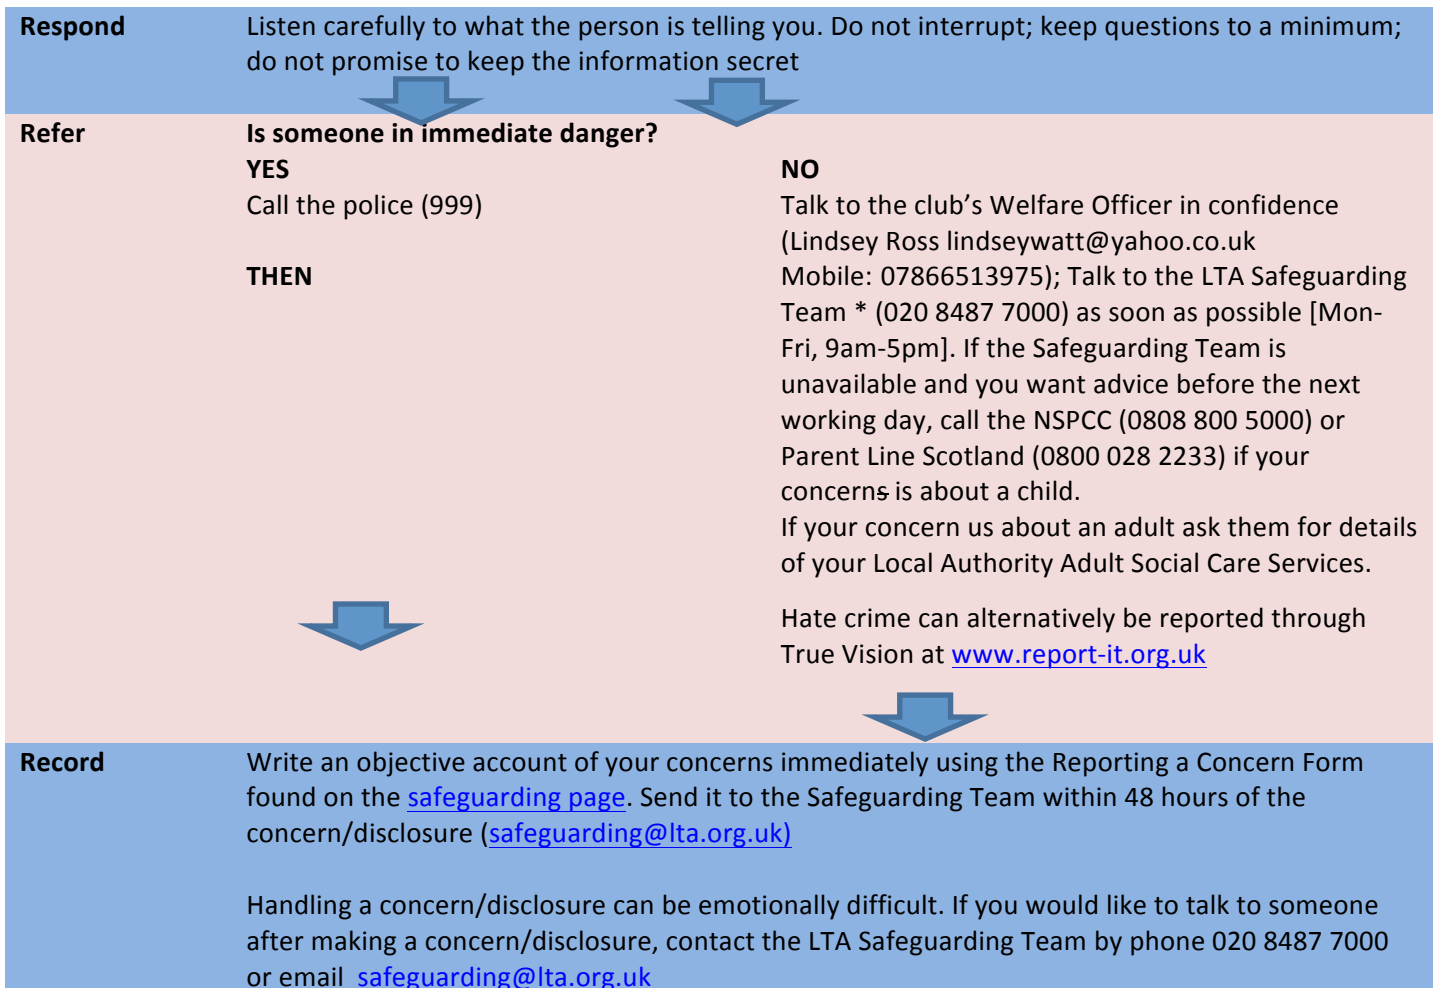 Respond
Listen carefully to what the person is telling you. Do not interrupt; keep questions to a minimum;
do not promise to keep the information secret
Refer
Is someone in immediate danger?
YES
Call the police (999)
THEN
NO
Talk to the club's Welfare Officer in confidence
(Lindsey Ross lindseywatt@yahoo.co.uk
Mobile: 07866513975); Talk to the LTA Safeguarding
Team * (020 8487 7000) as soon as possible [Mon-
Fri, 9am-5pm]. If the Safeguarding Team is
unavailable and you want advice before the next
working day, call the NSPCC (0808 800 5000) or
Parent Line Scotland (0800 028 2233) if your
concerns is about a child.
If your concern us about an adult ask them for details
of your Local Authority Adult Social Care Services.
Hate crime can alternatively be reported through
True Vision at www.report-it.org.uk
Record
Write an objective account of your concerns immediately using the Reporting a Concern Form
found on the safeguarding page. Send it to the Safeguarding Team within 48 hours of the
concern/disclosure (safeguarding@lta.org.uk)
Handling a concern/disclosure can be emotionally difficult. If you would like to talk to someone
after making a concern/disclosure, contact the LTA Safeguarding Team by phone 020 8487 7000
or email safeguarding@lta.org.uk